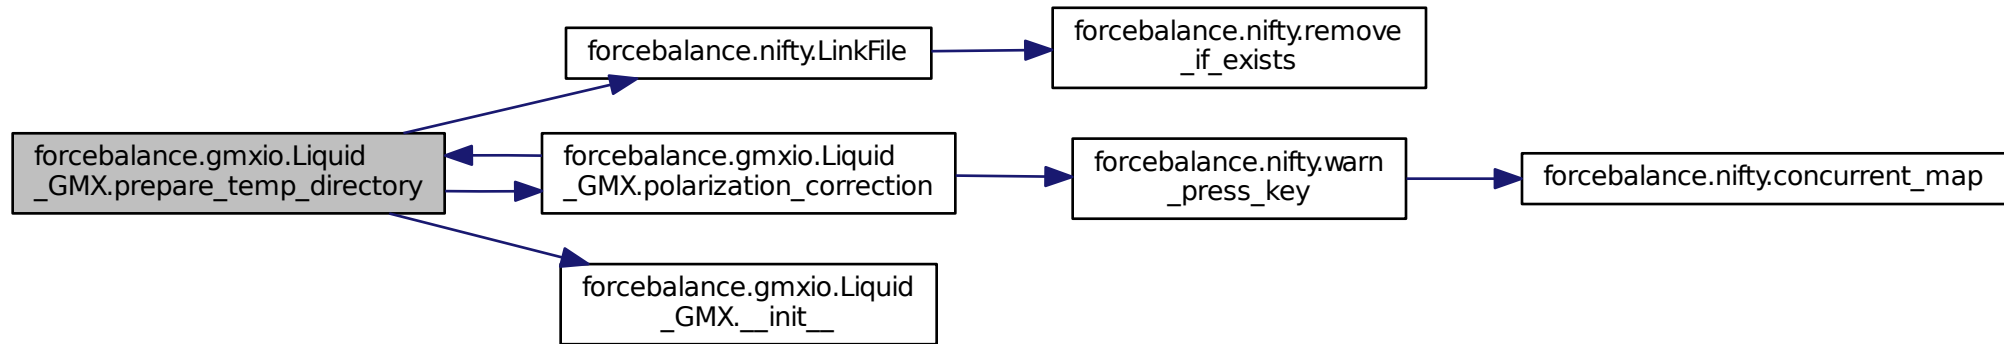 forcebalance.gmxio.Liquid
_GMX.prepare_temp_directory
forcebalance.nifty.LinkFile
forcebalance.nifty.remove
_if_exists
forcebalance.gmxio.Liquid
_GMX.polarization_correction
forcebalance.nifty.warn
_press_key
forcebalance.nifty.concurrent_map
forcebalance.gmxio.Liquid
_GMX.__init__